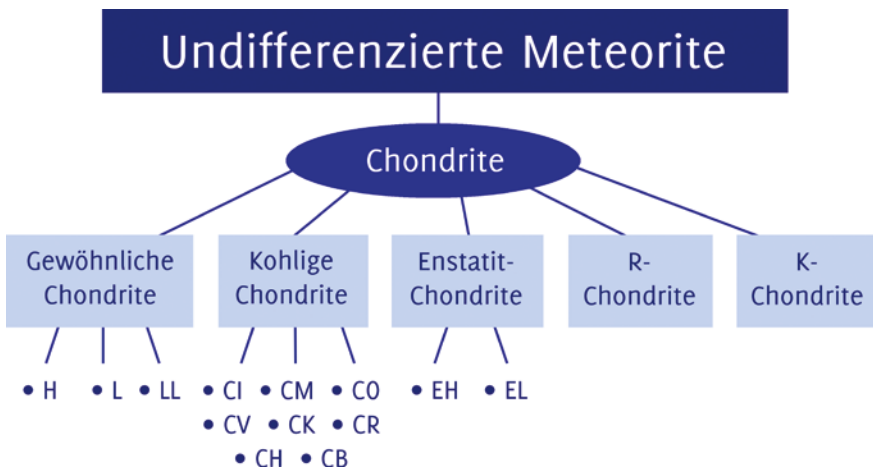 Undifferenzierte Meteorite
Chondrite
Gewöhnliche
Chondrite
Kohlige
Chondrite
Enstatit-
Chondrite
R-
Chondrite
K-
Chondrite
• H • L • LL
• CI • CM • CO
• CV • CK • CR
• CH • CB
• EH • EL